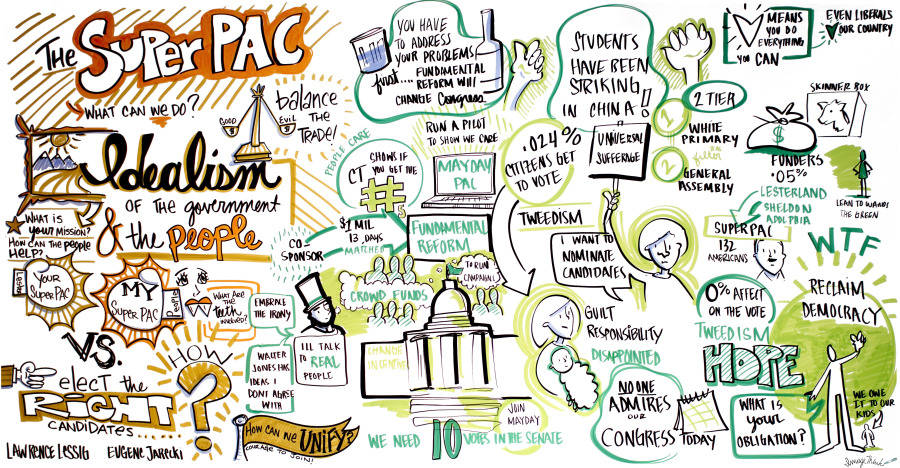 The
Super PAC
WHAT CAN WE DO?
GOOD
$
EVIL
$
balance
THE
TRADE!
Idealism
OF the government
& the people
WHAT IS
your MISSION?
HOW CAN the PEOPLE
HELP?
Your
Super PAC
MY
Super PAC
People
WHAT ARE
THE
teeth
VS.
HOW
?
elect the
RIGHT
CANDIDATES.....
LAWRENCE LESSIG
EUGENE JARECKI
YOU HAVE
TO ADDRESS
YOUR PROBLEMS
first.... FUNDAMENTAL
REFORM WILL
CHANGE Congress
RUN A PILOT
TO SHOW WE CARE
PEOPLE CARE
CT
SHOWS IF
YOU GET THE
#
MAYDAY
PAC
$1 MIL
13 DAYS
MATCHED
CO-
SPONSOR
FUNDAMENTAL
REFORM
CROWD FUNDS
TO RUN
CAMPAIGNS
EMBRACE
THE IRONY
I'LL TALK
TO REAL
PEOPLE
WALTER
JONES HAS
IDEAS I
DON'T AGREE
WITH
CHANGE
INCENTIVE
HOW CAN WE UNIFY?
COURAGE TO JOIN!
JOIN
MAYDAY
WE NEED 10 VOTES IN THE SENATE
STUDENTS
HAVE BEEN
STRIKING
IN CHINA!
.024%
CITIZENS GET
TO VOTE
UNIVERSAL
SUFFERAGE
TWEEDISM
I WANT TO
NOMINATE
CANDIDATES.
GUILT
RESPONSIBILITY
DISAPPOINTED
NO ONE
ADMIRES
OUR
CONGRESS TODAY
2 TIER
1
WHITE
PRIMARY
2
GENERAL
ASSEMBLY
V MEANS
YOU DO
EVERYTHING
YOU CAN
EVEN LIBERALS
OUR COUNTRY
SKINNER BOX
$
FUNDERS
.05%
LEAN TOWARDS
THE GREEN
LESTERLAND
SHELDON
ADELPHIA
SUPER PAC
132
AMERICANS
WTF
0% AFFECT
ON THE VOTE
TWEEDISM
HOPE
RECLAIM
DEMOCRACY
WHAT IS
your
OBLIGATION?
WE OWE
IT TO OUR
KIDS